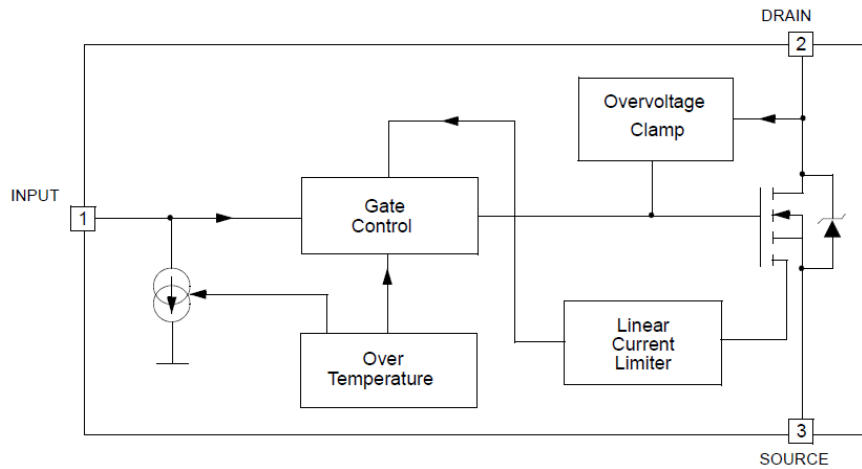 DRAIN
2
Overvoltage
Clamp
INPUT
1
Gate
Control
Linear
Current
Limiter
Over
Temperature
3
SOURCE